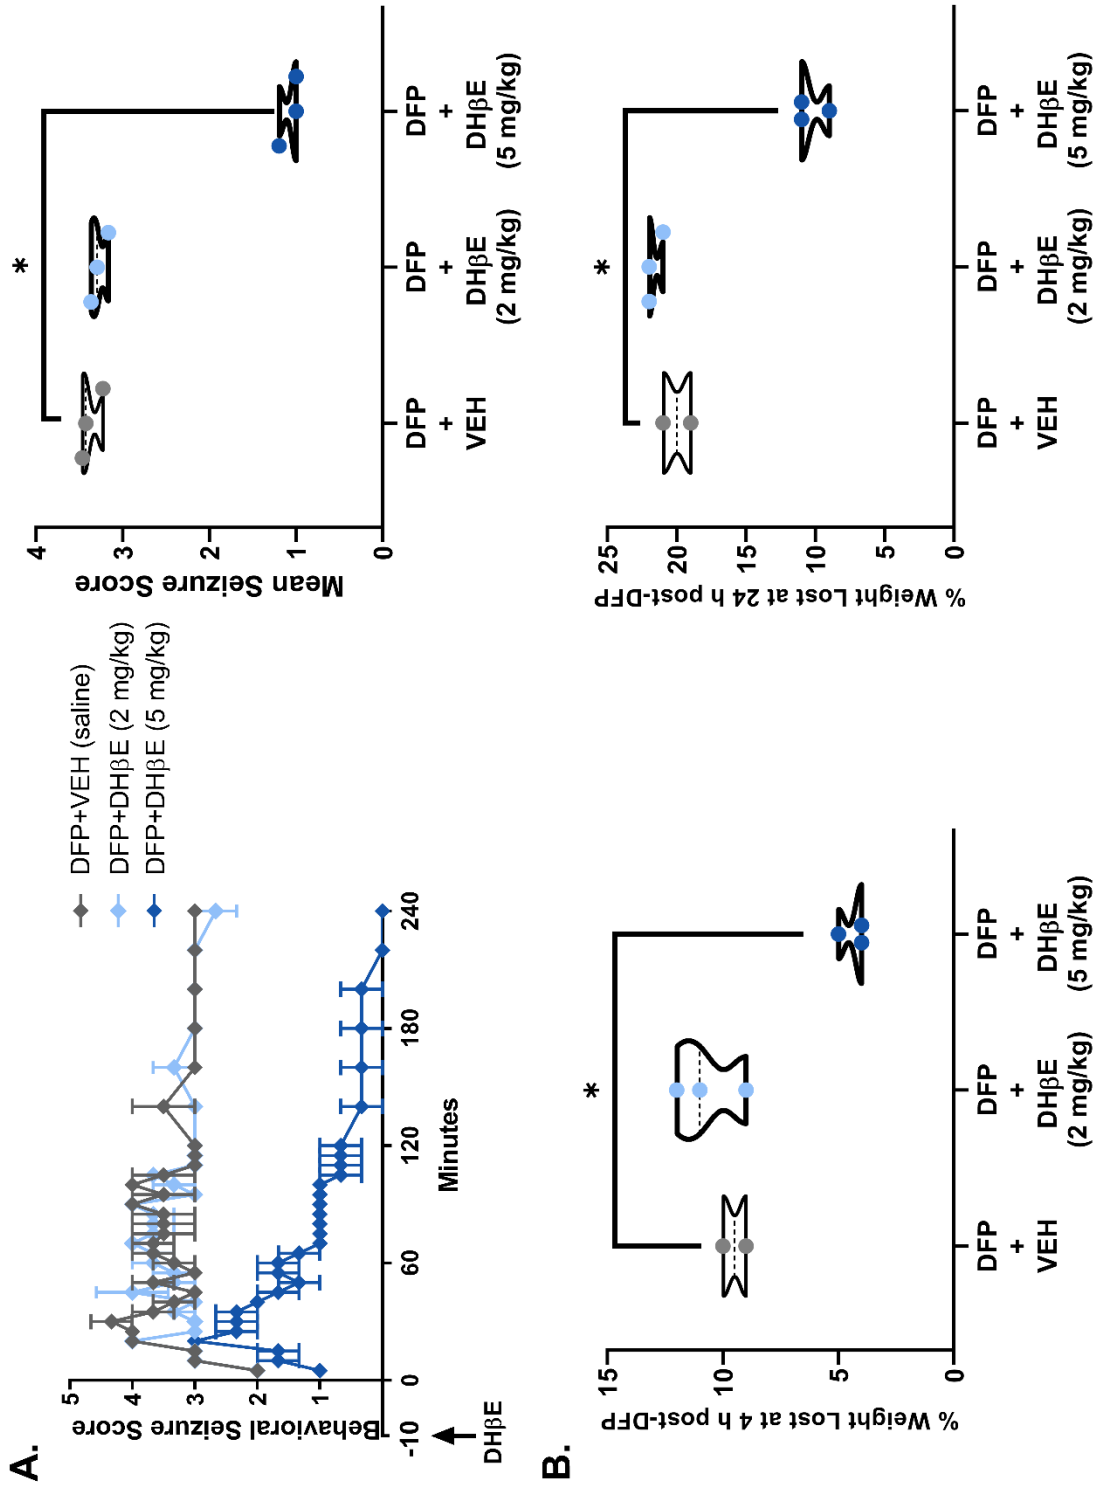 A.
Behavioral Seizure Score
5
4
3
2
1
-10
0
60
120
180
240
Minutes
DHβE
DFP+VEH (saline)
DFP+DHβE (2 mg/kg)
DFP+DHβE (5 mg/kg)
Mean Seizure Score
4
3
2
1
0
*
DFP
+
VEH
DFP
+
DHβE
(2 mg/kg)
DFP
+
DHβE
(5 mg/kg)
B.
% Weight Lost at 4 h post-DFP
15
10
5
0
*
DFP
+
VEH
DFP
+
DHβE
(2 mg/kg)
DFP
+
DHβE
(5 mg/kg)
% Weight Lost at 24 h post-DFP
25
20
15
10
5
0
*
DFP
+
VEH
DFP
+
DHβE
(2 mg/kg)
DFP
+
DHβE
(5 mg/kg)